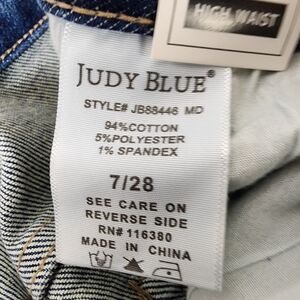 HIGH WAIST
JUDY BLUE®
STYLE# JB88446 MD
94%COTTON
5%POLYESTER
1% SPANDEX
7/28
SEE CARE ON
REVERSE SIDE
RN# 116380
MADE IN CHINA